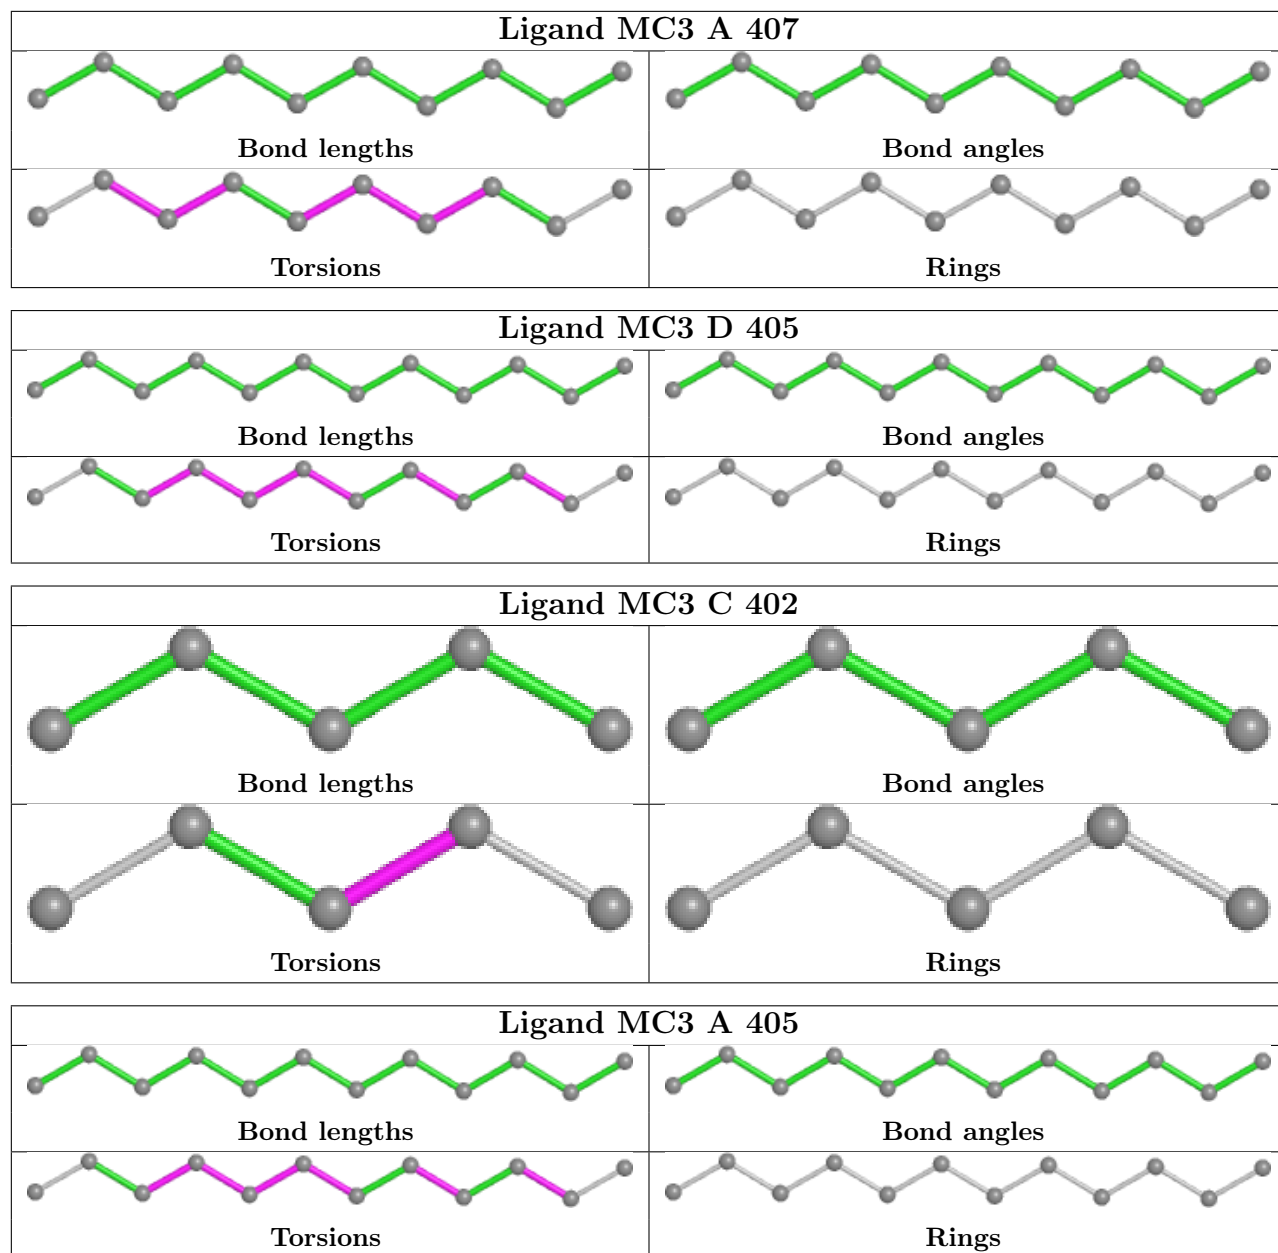 Ligand MC3 A 407
Bond lengths
Bond angles
Torsions
Rings
Ligand MC3 D 405
Bond lengths
Bond angles
Torsions
Rings
Ligand MC3 C 402
Bond lengths
Bond angles
Torsions
Rings
Ligand MC3 A 405
Bond lengths
Bond angles
Torsions
Rings